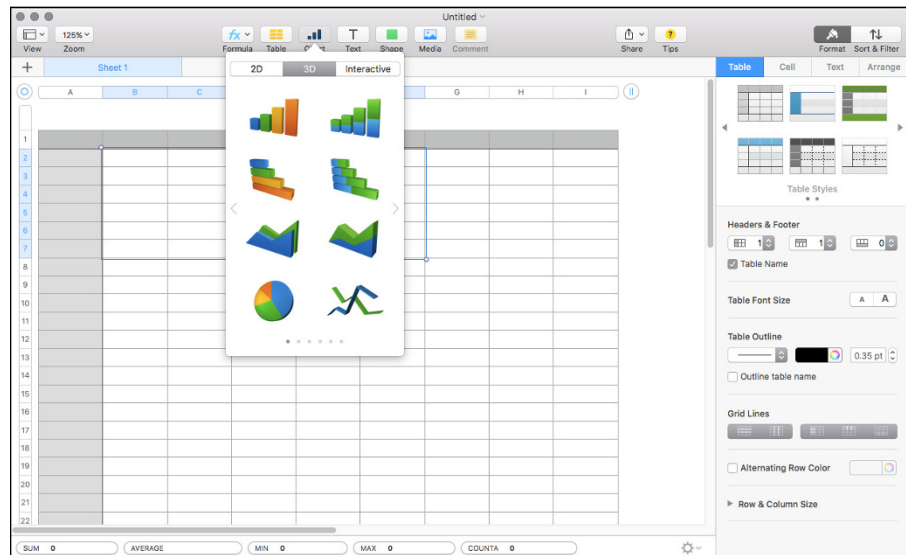 Untitled
125%
View Zoom Formula Table Chart Text Shape Media Comment Share Tips Format Sort & Filter
+ Sheet 1
2D 3D Interactive
Table Cell Text Arrange
A B C G H I
1
2
3
4
5
6
7
8
9
10
11
12
13
14
15
16
17
18
19
20
21
22
Table Styles
Headers & Footer
1 1 0
Table Name
Table Font Size A A
Table Outline
0.35 pt
Outline table name
Grid Lines
Alternating Row Color
Row & Column Size
SUM 0 AVERAGE MIN 0 MAX 0 COUNTA 0